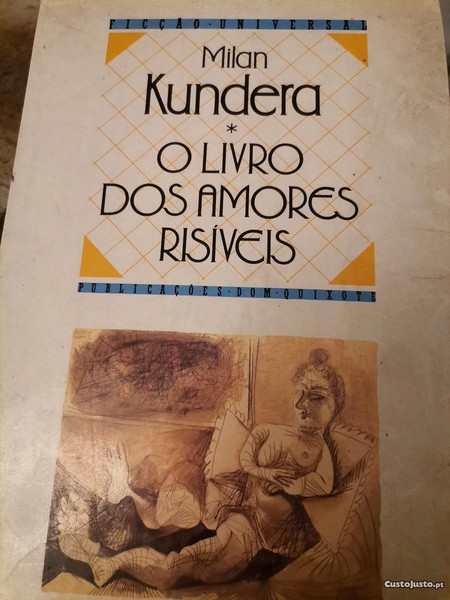 FICÇÃO·UNIVERSAL
Milan
Kundera
*
O LIVRO
DOS AMORES
RISÍVEIS
PUBLICAÇÕES·DOM·QUIXOTE
CustoJusto.pt